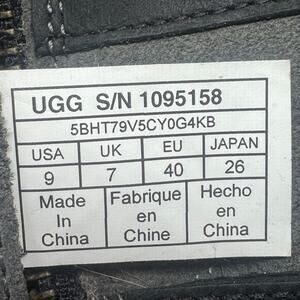 UGG S/N 1095158
5BHT79V5CY0G4KB
USA UK EU JAPAN
9 7 40 26
Made Fabrique Hecho
In en en
China Chine China